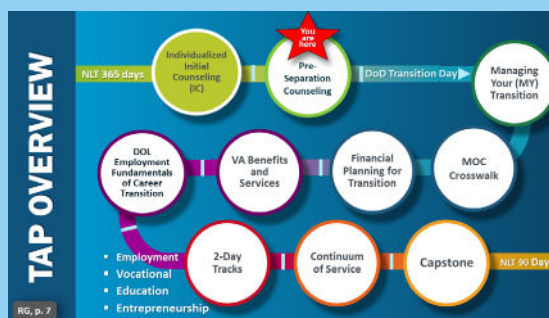 TAP OVERVIEW
RG, p. 7
NLT 365 days
Individualized
Initial
Counseling
(IC)
You
are
here
Pre-
Separation
Counseling
DoD Transition Day
Managing
Your (MY)
Transition
DOL
Employment
Fundamentals
of Career
Transition
VA Benefits
and
Services
Financial
Planning for
Transition
MOC
Crosswalk
2-Day
Tracks
Continuum
of Service
Capstone
NLT 90 Day
▪ Employment
▪ Vocational
▪ Education
▪ Entrepreneurship